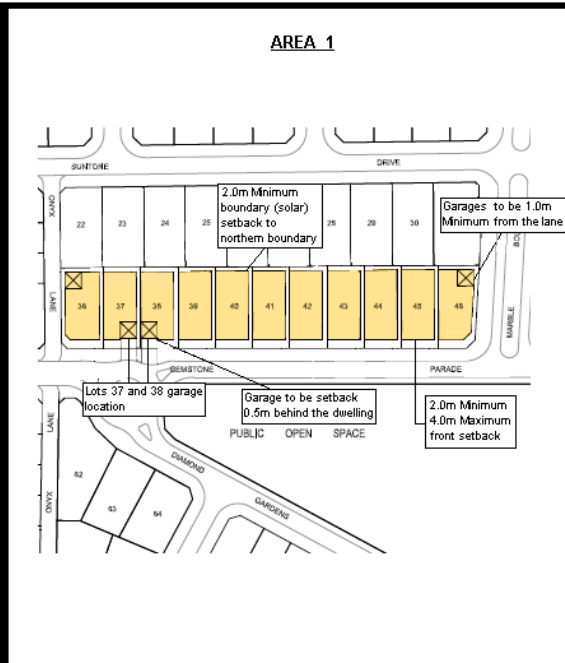 AREA 1
SUNTONE
DRIVE
ONYX
LANE
22
23
24
25
2.0m Minimum
boundary (solar)
setback to
northern boundary
28
29
30
Garages to be 1.0m
Minimum from the lane
36
37
38
39
40
41
42
43
44
45
46
MARBLE
GEMSTONE
PARADE
Lots 37 and 38 garage
location
Garage to be setback
0.5m behind the dwelling
2.0m Minimum
4.0m Maximum
front setback
PUBLIC OPEN SPACE
LANE
ONYX
DIAMOND
GARDENS
62
63
64